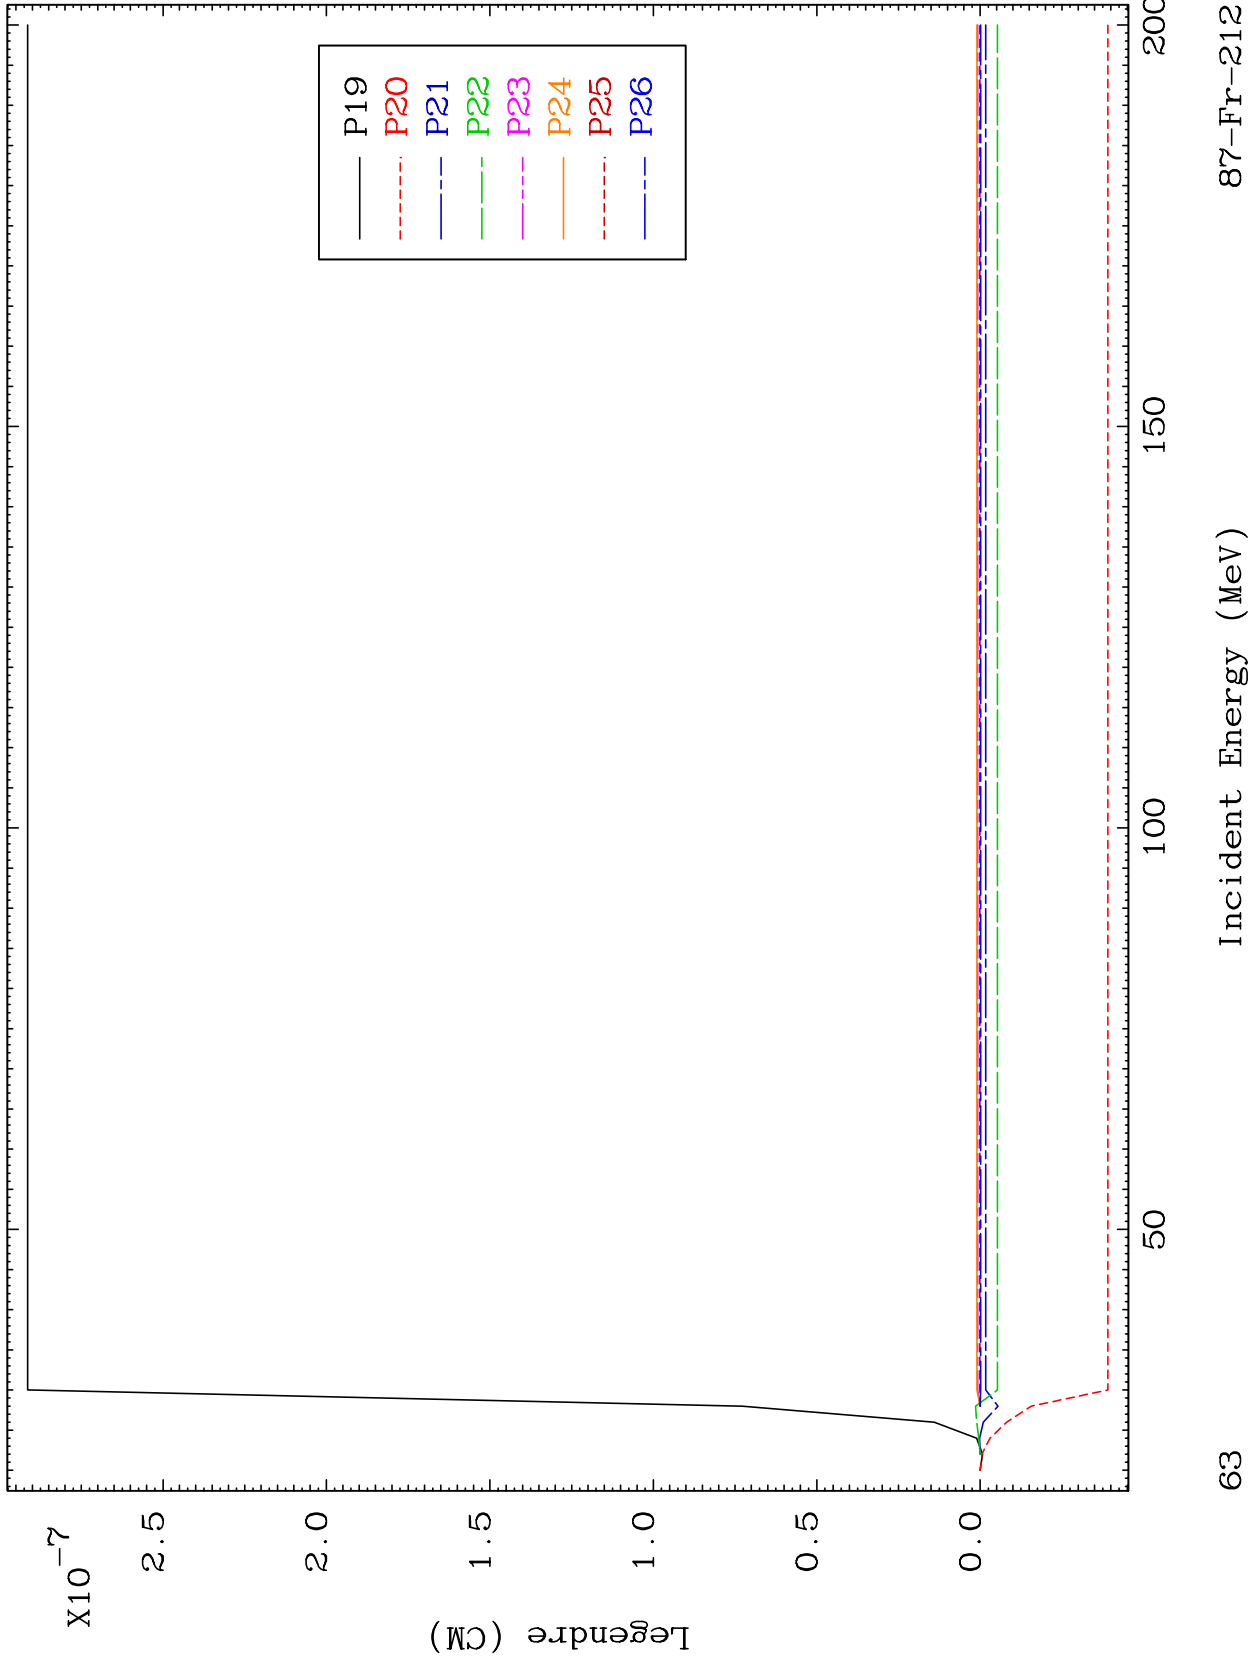 X10-7
2.5
2.0
1.5
1.0
0.5
0.0
Legendre (CM)
P19
P20
P21
P22
P23
P24
P25
P26
50
100
150
200
Incident Energy (MeV)
63
87-Fr-212